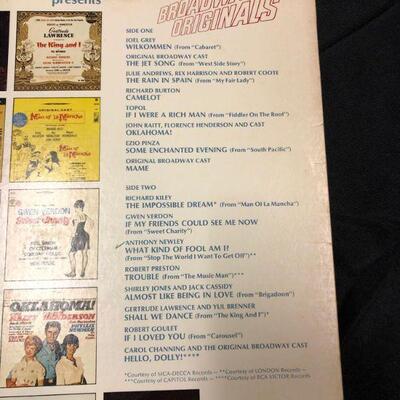 presents
BROADWAY
ORIGINALS
SIDE ONE
JOEL GREY
WILKOMMEN (From "Cabaret")
ORIGINAL BROADWAY CAST
THE JET SONG (From "West Side Story")
JULIE ANDREWS, REX HARRISON and ROBERT COOTE
THE RAIN IN SPAIN (From "My Fair Lady")
RICHARD BURTON
CAMELOT
TOPOL
IF I WERE A RICH MAN (From "Fiddler On The Roof")
JOHN RAITT, FLORENCE HENDERSON and CAST
OKLAHOMA!
EZIO PINZA
SOME ENCHANTED EVENING (From "South Pacific")
ORIGINAL BROADWAY CAST
MAME
SIDE TWO
RICHARD KILEY
THE IMPOSSIBLE DREAM* (From "Man Of La Mancha")
GWEN VERDON
IF MY FRIENDS COULD SEE ME NOW
(From "Sweet Charity")
ANTHONY NEWLEY
WHAT KIND OF FOOL AM I?
(From "Stop The World I Want To Get Off")**
ROBERT PRESTON
TROUBLE (From "The Music Man")***
SHIRLEY JONES and JACK CASSIDY
ALMOST LIKE BEING IN LOVE (From "Brigadoon")
GERTRUDE LAWRENCE and YUL BRENNER
SHALL WE DANCE (From "The King And I")*
ROBERT GOULET
IF I LOVED YOU (From "Carousel")
CAROL CHANNING and THE ORIGINAL BROADWAY CAST
HELLO, DOLLY!****
*Courtesy of MCA-DECCA Records **Courtesy of LONDON Records
***Courtesy of CAPITOL Records ****Courtesy of RCA VICTOR Records
Gertrude
LAWRENCE
The King and I
Man of La Mancha
GWEN VERDON
Sweet Charity
OKLAHOMA!
HENDERSON
PHYLLIS
NEWMAN